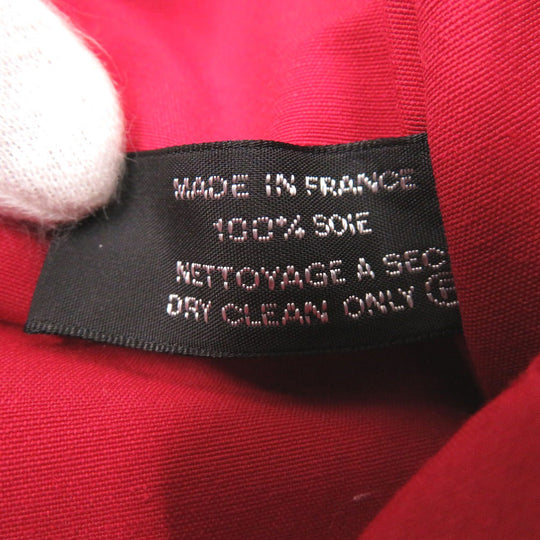 MADE IN FRANCE
100% SOIE
NETTOYAGE A SEC
DRY CLEAN ONLY